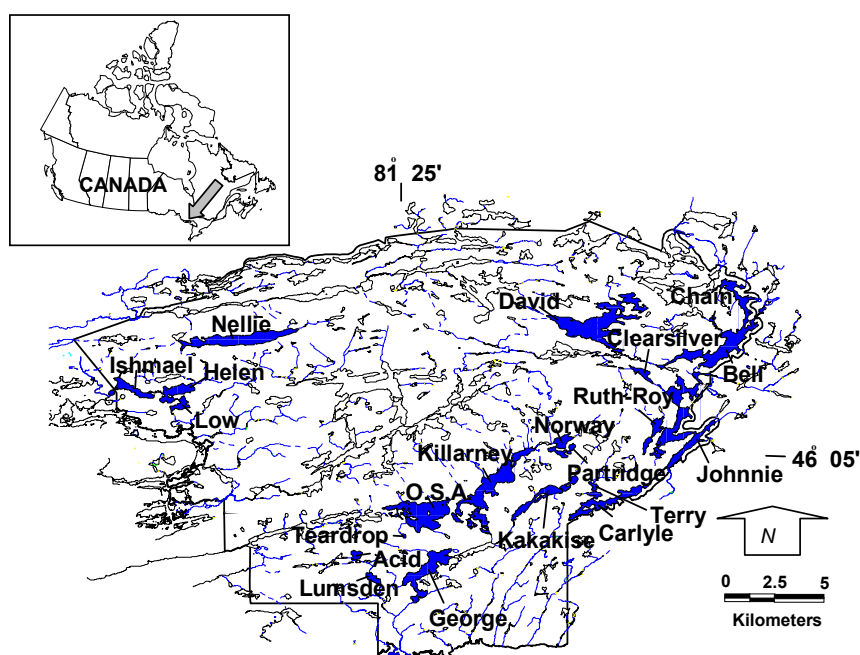 CANADA
81° 25'
David
Chain
Nellie
Clearsilver
Ishmael
Helen
Bell
Ruth-Roy
Low
Norway
Killarney
46° 05'
Partridge
Johnnie
O.S.A.
Terry
Teardrop
Kakakise
Carlyle
N
Acid
Lumsden
George
0 2.5 5
Kilometers